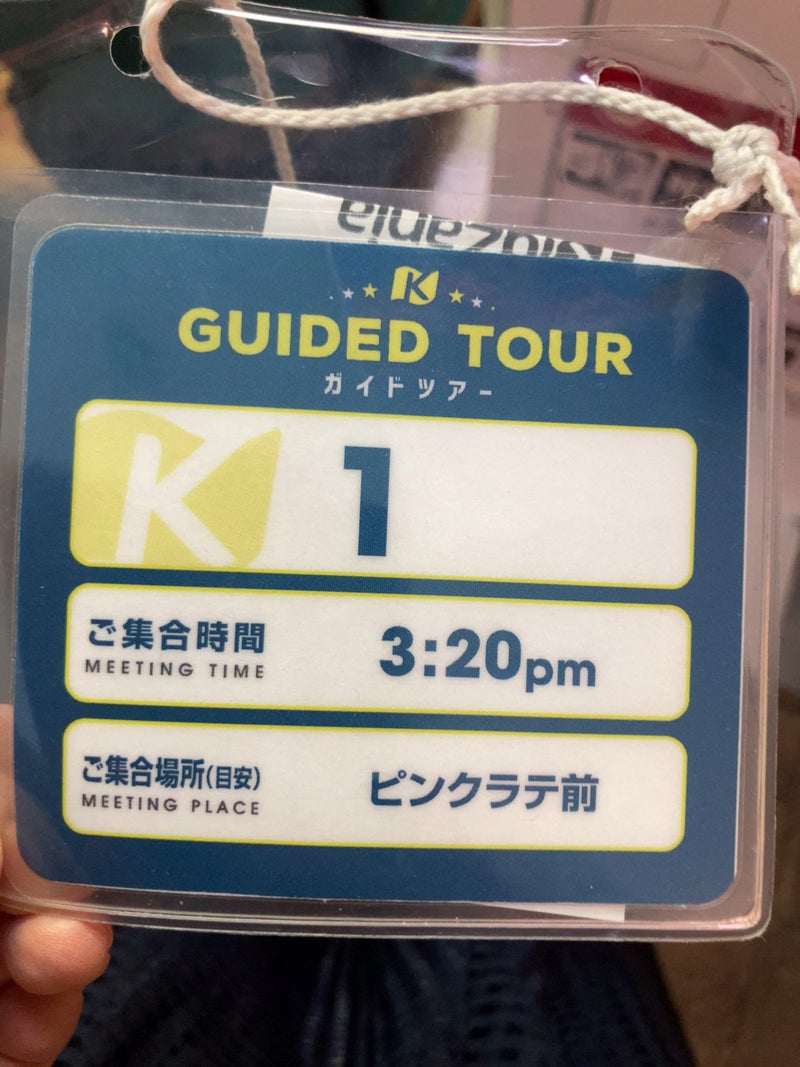 KidZania
K
GUIDED TOUR
ガイドツアー
K 1
ご集合時間
MEETING TIME
3:20pm
ご集合場所(目安)
MEETING PLACE
ピンクラテ前